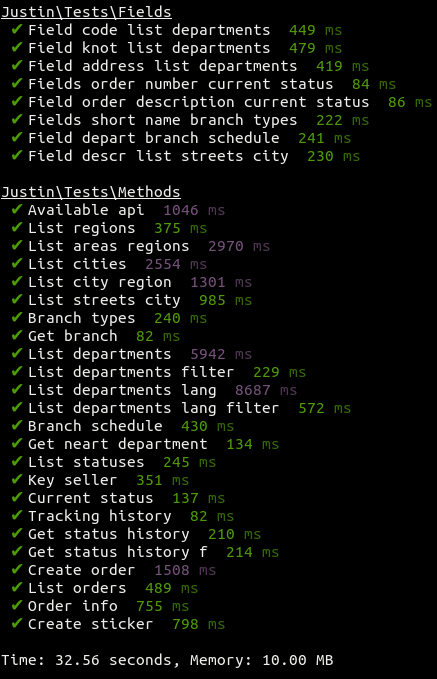 Justin\Tests\Fields
✔ Field code list departments  449 ms
✔ Field knot list departments  479 ms
✔ Field address list departments  419 ms
✔ Fields order number current status  84 ms
✔ Field order description current status  86 ms
✔ Fields short name branch types  222 ms
✔ Field depart branch schedule  241 ms
✔ Field descr list streets city  230 ms
Justin\Tests\Methods
✔ Available api  1046 ms
✔ List regions  375 ms
✔ List areas regions  2970 ms
✔ List cities  2554 ms
✔ List city region  1301 ms
✔ List streets city  985 ms
✔ Branch types  240 ms
✔ Get branch  82 ms
✔ List departments  5942 ms
✔ List departments filter  229 ms
✔ List departments lang  8687 ms
✔ List departments lang filter  572 ms
✔ Branch schedule  430 ms
✔ Get neart department  134 ms
✔ List statuses  245 ms
✔ Key seller  351 ms
✔ Current status  137 ms
✔ Tracking history  82 ms
✔ Get status history  210 ms
✔ Get status history f  214 ms
✔ Create order  1508 ms
✔ List orders  489 ms
✔ Order info  755 ms
✔ Create sticker  798 ms
Time: 32.56 seconds, Memory: 10.00 MB